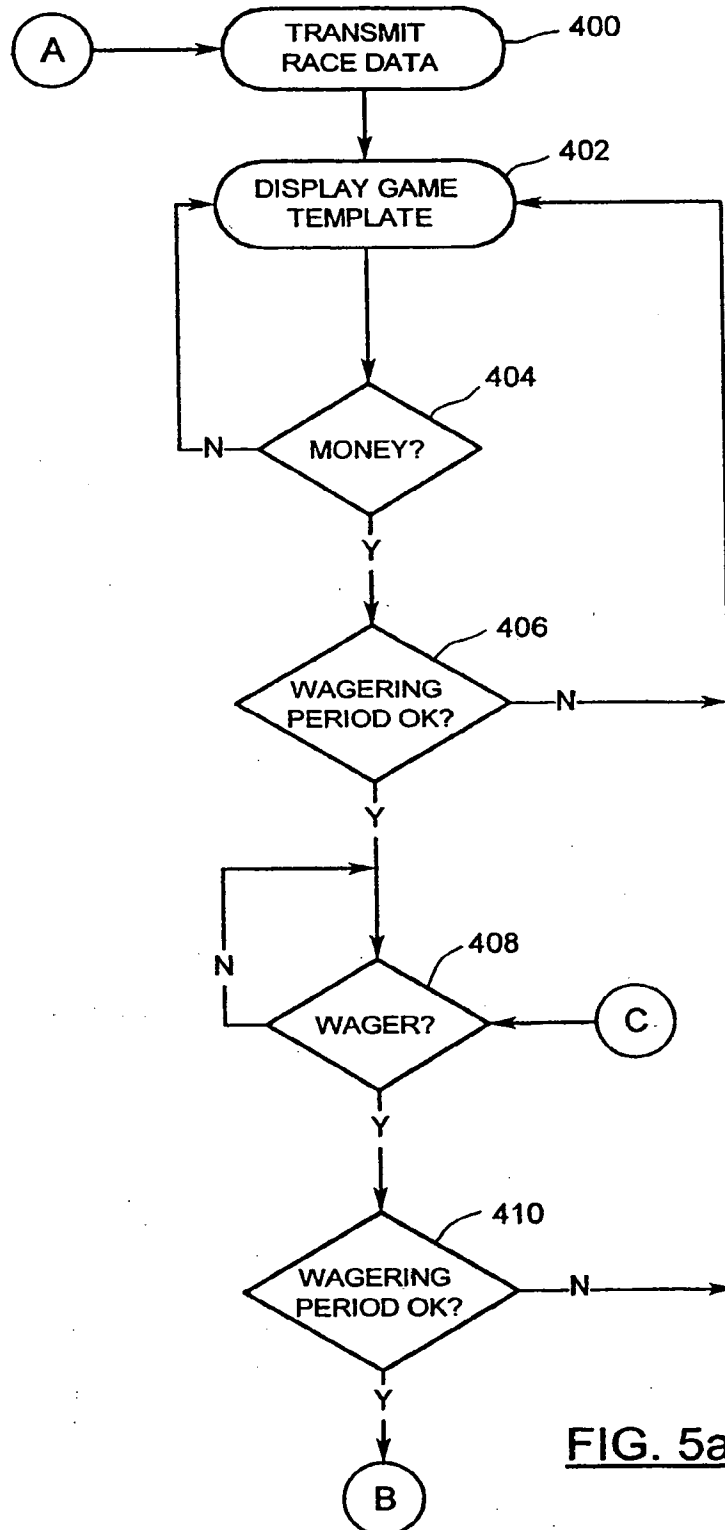 A
TRANSMIT
RACE DATA
400
402
DISPLAY GAME
TEMPLATE
404
N
MONEY?
Y
406
WAGERING
PERIOD OK?
N
Y
N
408
WAGER?
C
Y
410
WAGERING
PERIOD OK?
N
Y
B
FIG. 5a